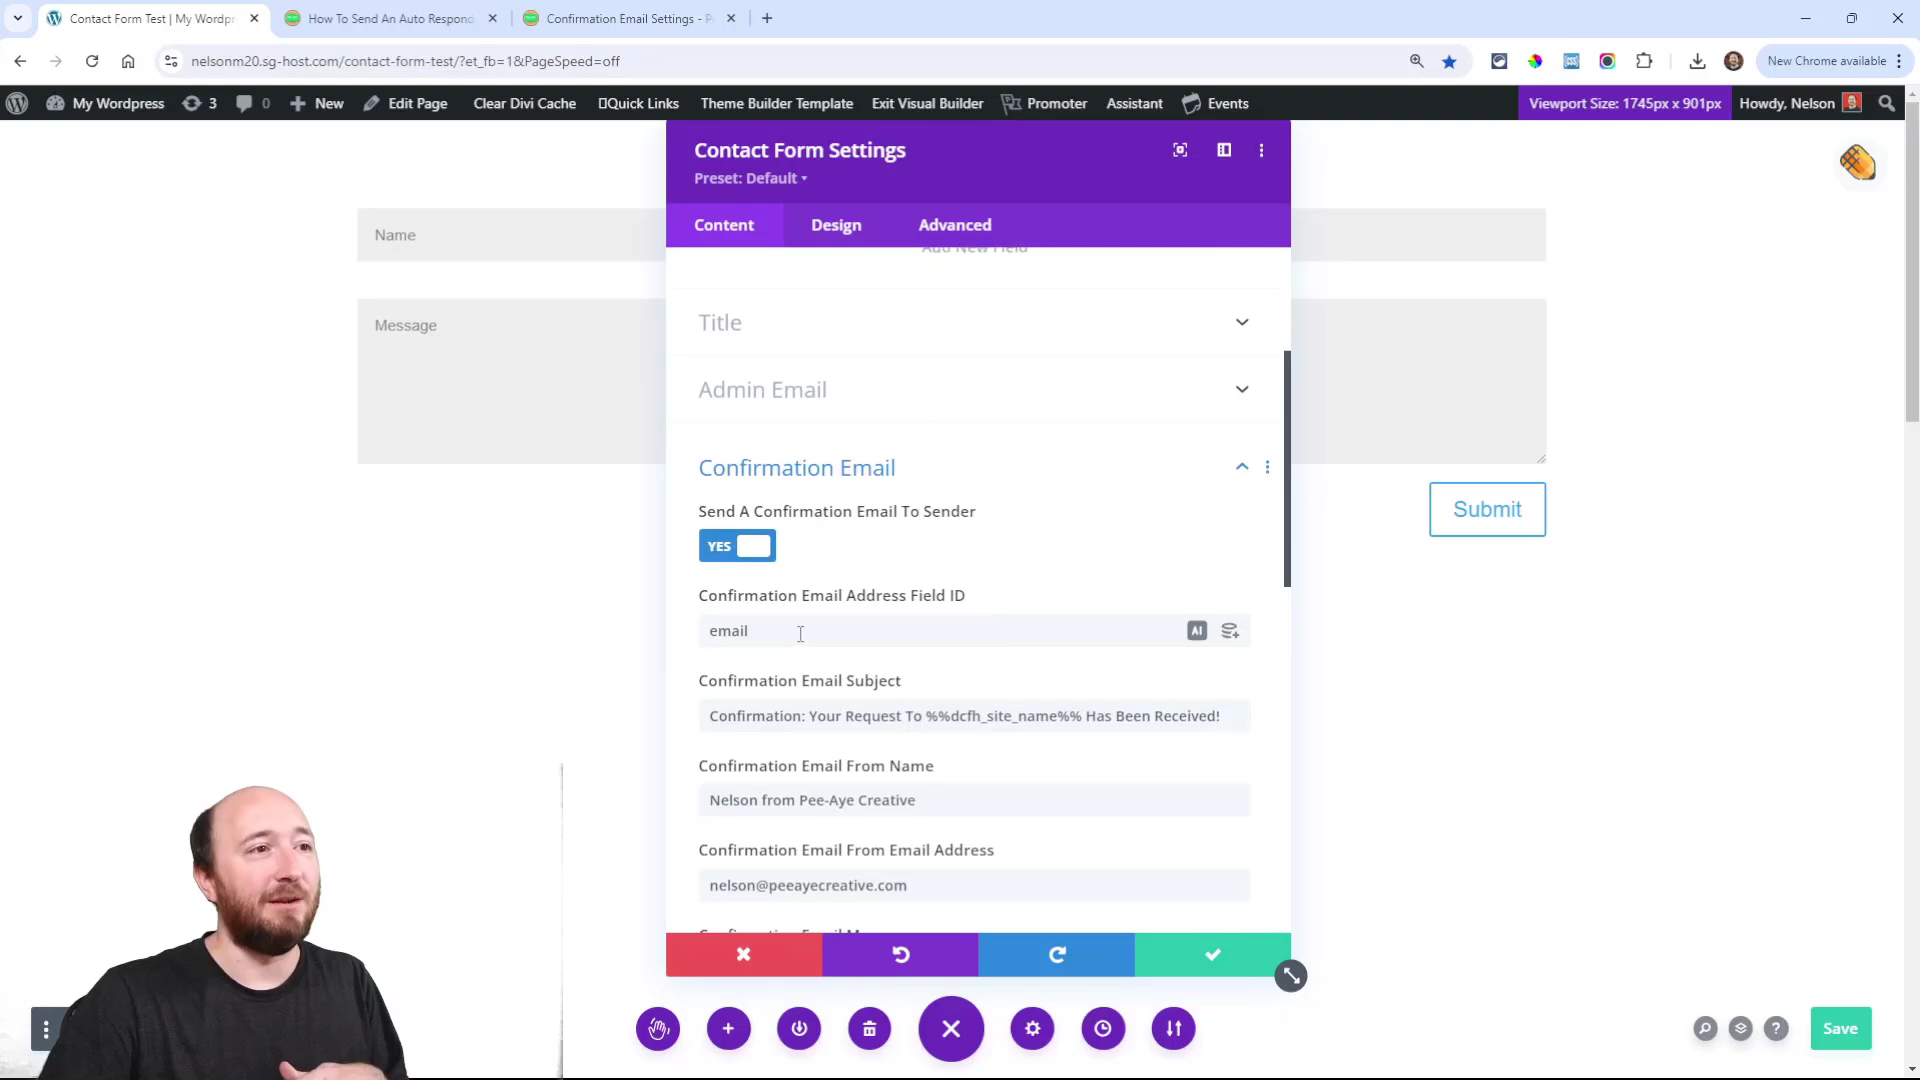 Contact Form Test | My Wordpr
How To Send An Auto Respond
Confirmation Email Settings - P
nelsonm20.sg-host.com/contact-form-test/?et_fb=1&PageSpeed=off
New Chrome available
My Wordpress
3
0
New
Edit Page
Clear Divi Cache
Quick Links
Theme Builder Template
Exit Visual Builder
Promoter
Assistant
Events
Viewport Size: 1745px x 901px
Howdy, Nelson
Contact Form Settings
Preset: Default
Content
Design
Advanced
Add New Field
Name
Message
Submit
Title
Admin Email
Confirmation Email
Send A Confirmation Email To Sender
YES
Confirmation Email Address Field ID
email
AI
Confirmation Email Subject
Confirmation: Your Request To %%dcfh_site_name%% Has Been Received!
Confirmation Email From Name
Nelson from Pee-Aye Creative
Confirmation Email From Email Address
nelson@peeayecreative.com
?
Save